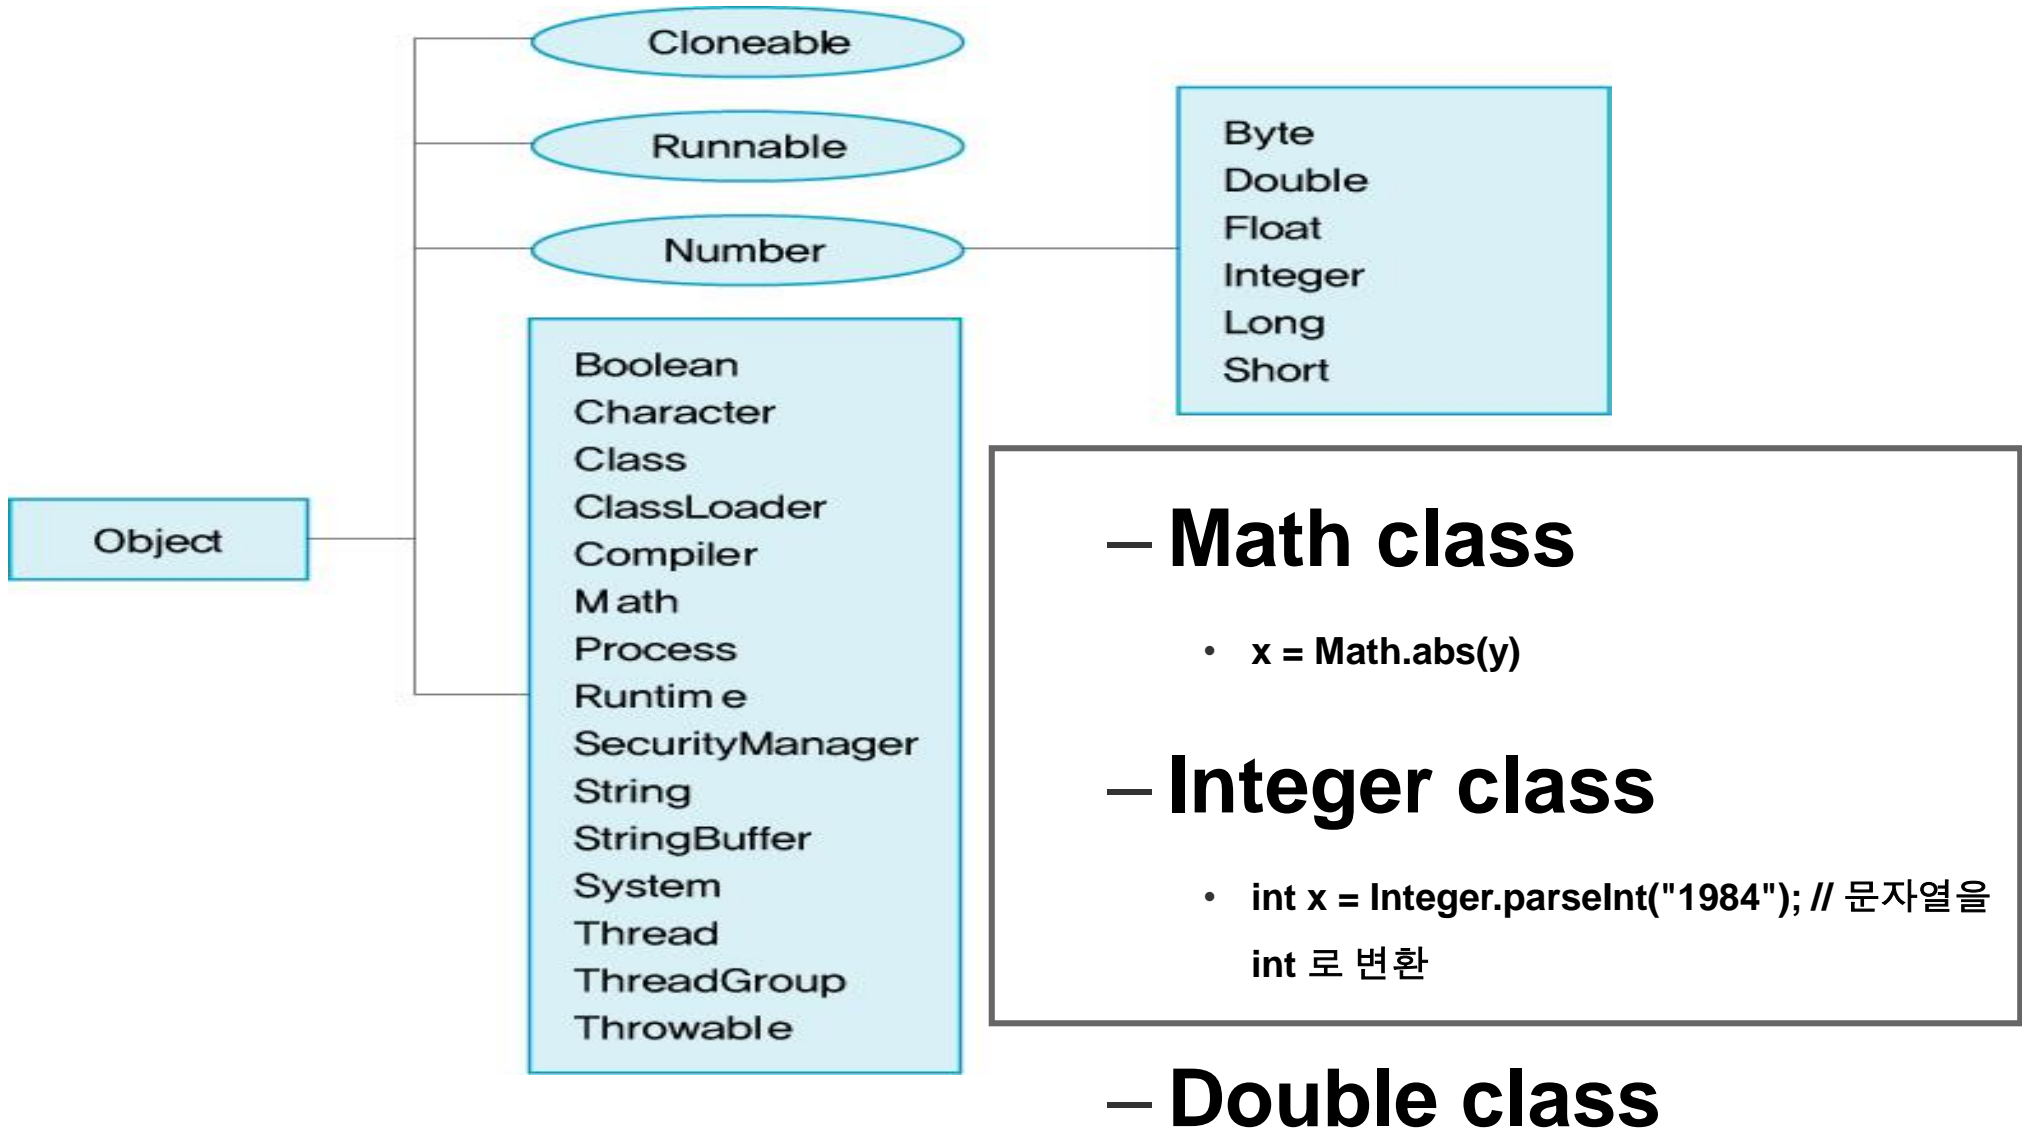 Cloneable
Runnable
Number
Byte
Double
Float
Integer
Long
Short
Object
Boolean
Character
Class
ClassLoader
Compiler
Math
Process
Runtime
SecurityManager
String
StringBuffer
System
Thread
ThreadGroup
Throwable
– Math class
• x = Math.abs(y)
– Integer class
• int x = Integer.parseInt("1984"); // 문자열을
int 로 변환
– Double class